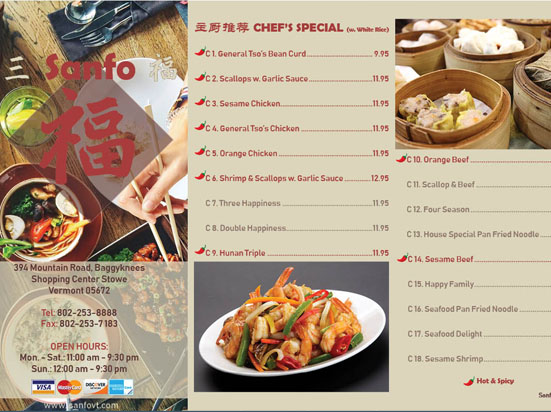 三 Sanfo 福
福
394 Mountain Road, Baggyknees
Shopping Center Stowe
Vermont 05672
Tel: 802-253-8888
Fax: 802-253-7183
OPEN HOURS:
Mon. - Sat.: 11:00 am - 9:30 pm
Sun.: 12:00 am - 9:30 pm
VISA MasterCard DISCOVER
www.sanfovt.com
厨推荐 CHEF'S SPECIAL (w. White Rice)
C 1. General Tso's Bean Curd 9.95
C 2. Scallops w. Garlic Sauce 11.95
C 3. Sesame Chicken 11.95
C 4. General Tso's Chicken 11.95
C 5. Orange Chicken 11.95
C 6. Shrimp & Scallops w. Garlic Sauce 12.95
C 7. Three Happiness 11.95
C 8. Double Happiness 11.95
C 9. Hunan Triple 11.95
C 10. Orange Beef
C 11. Scallop & Beef
C 12. Four Season
C 13. House Special Pan Fried Noodle
C 14. Sesame Beef
C 15. Happy Family
C 16. Seafood Pan Fried Noodle
C 17. Seafood Delight
C 18. Sesame Shrimp
Hot & Spicy
Sanf